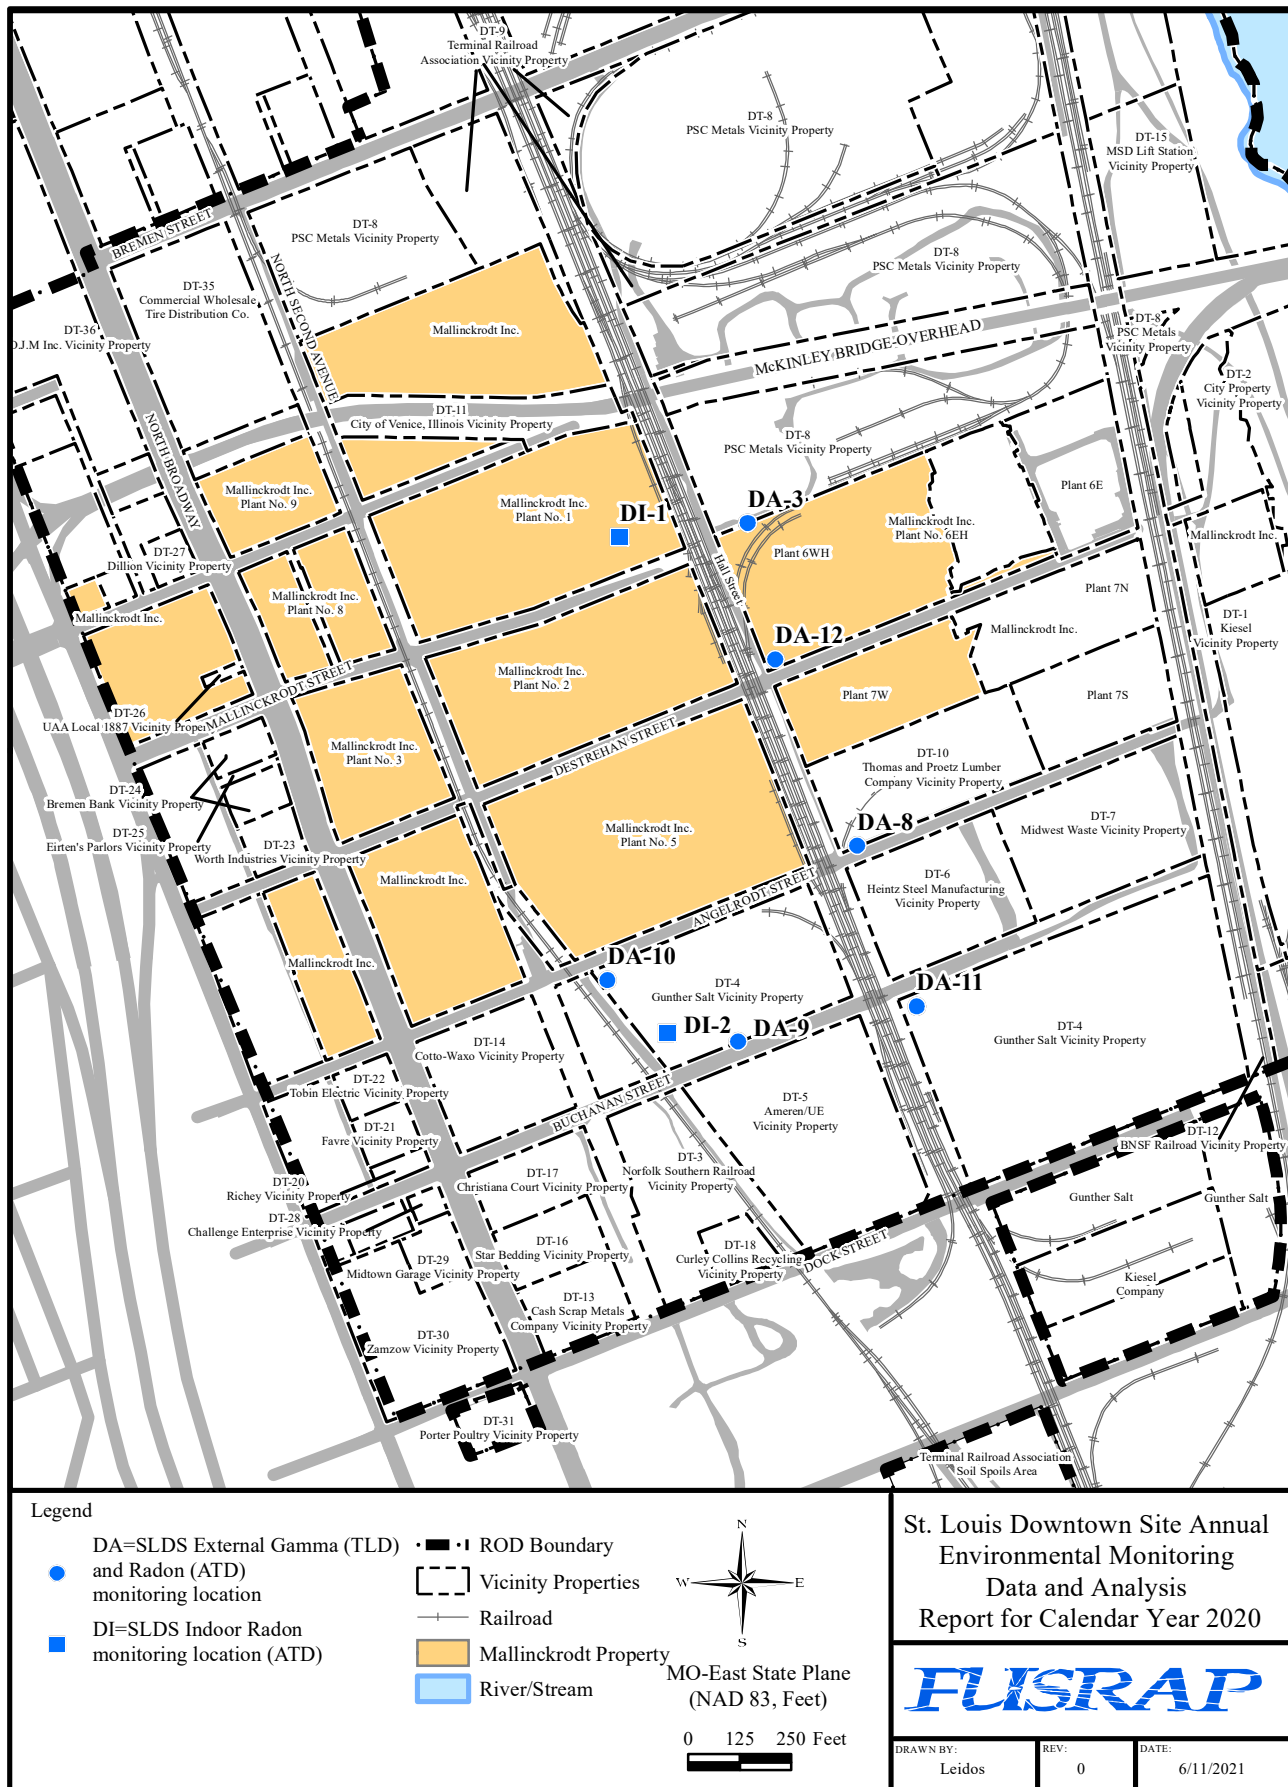 DT-9
Terminal Railroad
Association Vicinity Property
DT-8
PSC Metals Vicinity Property
DT-15
MSD Lift Station
Vicinity Property
BREMEN STREET
DT-8
PSC Metals Vicinity Property
DT-8
PSC Metals Vicinity Property
DT-35
Commercial Wholesale
Tire Distribution Co.
NORTH SECOND AVENUE
DT-36
O.J.M Inc. Vicinity Property
Mallinckrodt Inc.
McKINLEY BRIDGE-OVERHEAD
DT-8
PSC Metals
Vicinity Property
DT-2
City Property
Vicinity Property
DT-11
City of Venice, Illinois Vicinity Property
NORTH BROADWAY
DT-8
PSC Metals Vicinity Property
Mallinckrodt Inc.
Plant No. 9
Mallinckrodt Inc.
Plant No. 1
DI-1
DA-3
Plant 6E
Mallinckrodt Inc.
Plant No. 6EH
Mallinckrodt Inc.
Plant 6WH
DT-27
Dillion Vicinity Property
Hall Street
Plant 7N
Mallinckrodt Inc.
Plant No. 8
Mallinckrodt Inc.
DT-1
Kiesel
Vicinity Property
Mallinckrodt Inc.
DA-12
Mallinckrodt Inc.
Plant No. 2
Plant 7W
Plant 7S
MALLINCKRODT STREET
DT-26
UAA Local 1887 Vicinity Property
DESTREHAN STREET
Mallinckrodt Inc.
Plant No. 3
DT-10
Thomas and Proetz Lumber
Company Vicinity Property
DT-24
Bremen Bank Vicinity Property
DT-25
Eirten's Parlors Vicinity Property
DT-23
Worth Industries Vicinity Property
Mallinckrodt Inc.
Plant No. 5
DA-8
DT-7
Midwest Waste Vicinity Property
Mallinckrodt Inc.
ANGELRODT STREET
DT-6
Heintz Steel Manufacturing
Vicinity Property
Mallinckrodt Inc.
DA-10
DT-4
Gunther Salt Vicinity Property
DA-11
DI-2
DA-9
DT-4
Gunther Salt Vicinity Property
DT-14
Cotto-Waxo Vicinity Property
DT-22
Tobin Electric Vicinity Property
BUCHANAN STREET
DT-5
Ameren/UE
Vicinity Property
DT-21
Favre Vicinity Property
DT-12
BNSF Railroad Vicinity Property
DT-3
Norfolk Southern Railroad
Vicinity Property
DT-17
Christiana Court Vicinity Property
DT-20
Richey Vicinity Property
Gunther Salt
Gunther Salt
DT-28
Challenge Enterprise Vicinity Property
DT-16
Star Bedding Vicinity Property
DT-18
Curley Collins Recycling
Vicinity Property
DOCK STREET
DT-29
Midtown Garage Vicinity Property
Kiesel
Company
DT-13
Cash Scrap Metals
Company Vicinity Property
DT-30
Zamzow Vicinity Property
DT-31
Porter Poultry Vicinity Property
Terminal Railroad Association
Soil Spoils Area
Legend
DA=SLDS External Gamma (TLD)
and Radon (ATD)
monitoring location
DI=SLDS Indoor Radon
monitoring location (ATD)
ROD Boundary
Vicinity Properties
Railroad
Mallinckrodt Property
River/Stream
N
W
E
S
MO-East State Plane
(NAD 83, Feet)
0 125 250 Feet
St. Louis Downtown Site Annual
Environmental Monitoring
Data and Analysis
Report for Calendar Year 2020
FUSRAP
DRAWN BY:
Leidos
REV:
0
DATE:
6/11/2021